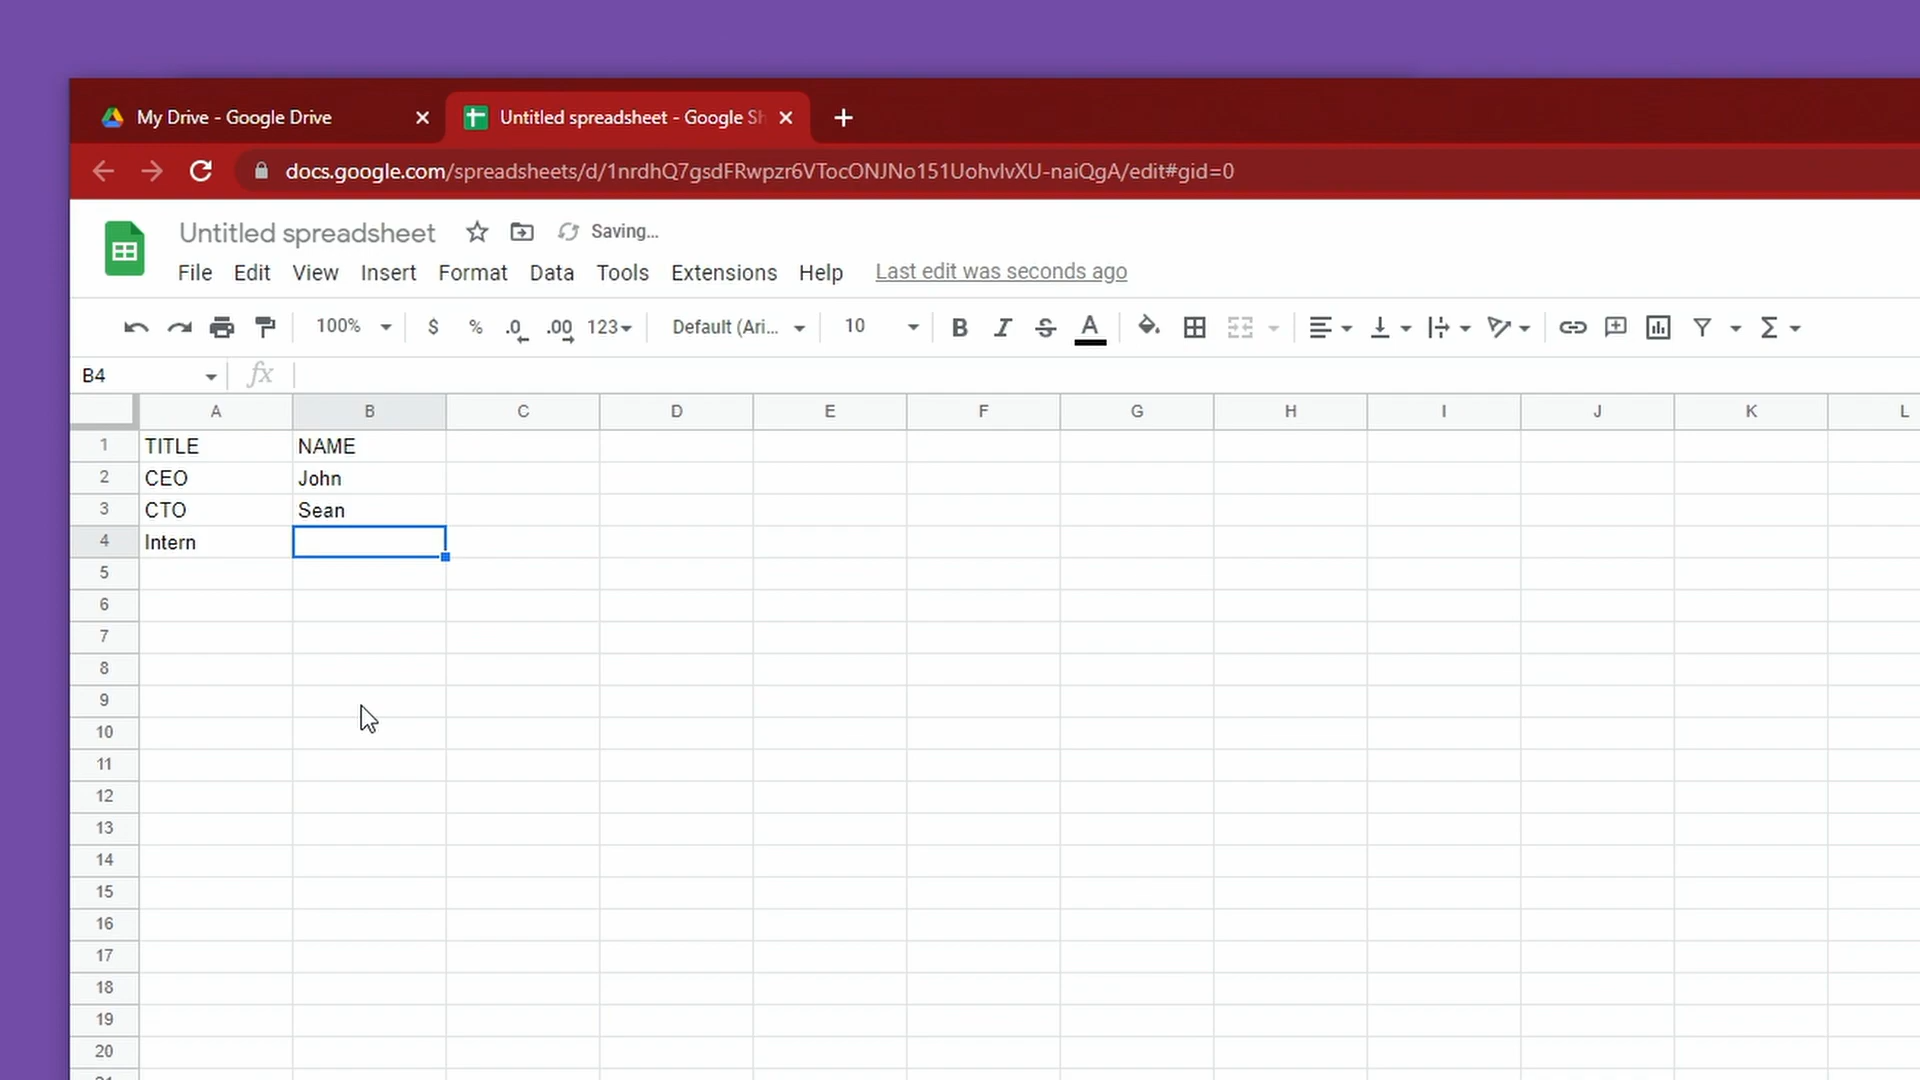 My Drive - Google Drive
Untitled spreadsheet - Google Sh
docs.google.com/spreadsheets/d/1nrdhQ7gsdFRwpzr6VTocONJNo151UohvlvXU-naiQgA/edit#gid=0
Untitled spreadsheet Saving...
File Edit View Insert Format Data Tools Extensions Help Last edit was seconds ago
100% $ % .0 .00 123 Default (Ari... 10 B I S A Σ
B4 fx
A B C D E F G H I J K L
1 TITLE NAME
2 CEO John
3 CTO Sean
4 Intern
5
6
7
8
9
10
11
12
13
14
15
16
17
18
19
20